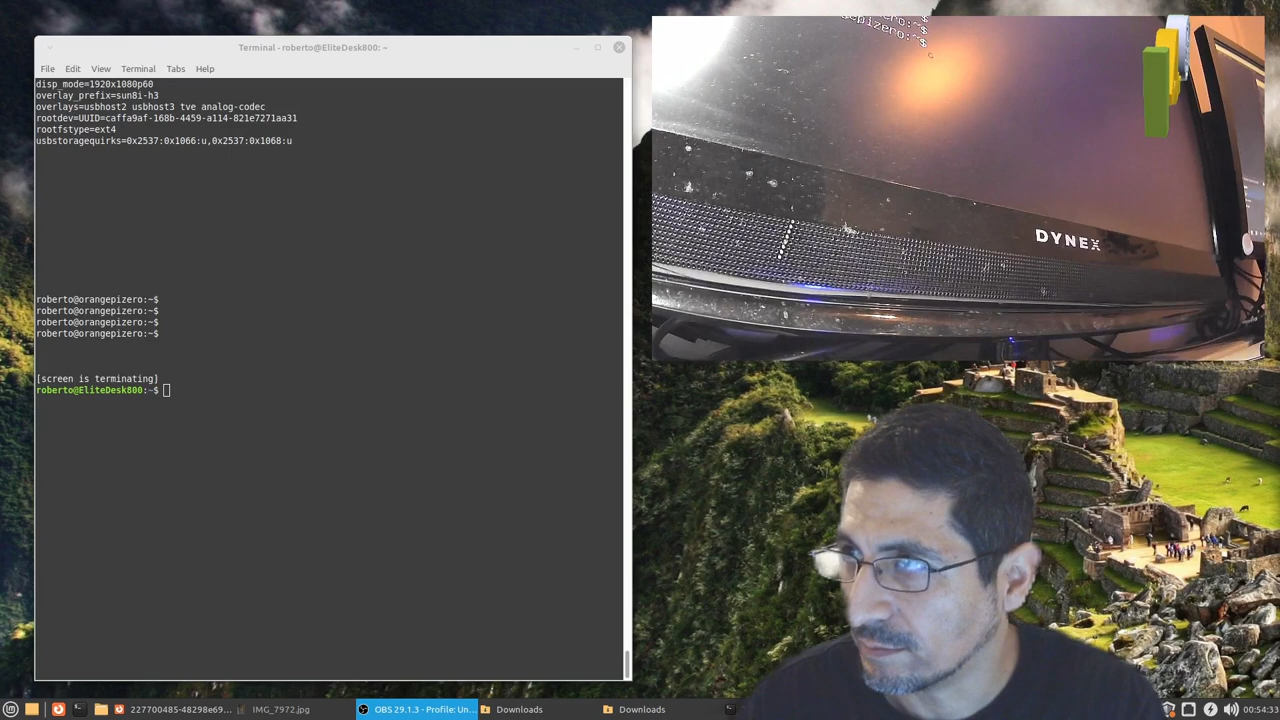 Terminal - roberto@EliteDesk800: ~
File Edit View Terminal Tabs Help
disp_mode=1920x1080p60
overlay_prefix=sun8i-h3
overlays=usbhost2 usbhost3 tve analog-codec
rootdev=UUID=caffa9af-168b-4459-a114-821e7271aa31
rootfstype=ext4
usbstoragequirks=0x2537:0x1066:u,0x2537:0x1068:u
roberto@orangepizero:~$
roberto@orangepizero:~$
roberto@orangepizero:~$
roberto@orangepizero:~$
[screen is terminating]
roberto@EliteDesk800:~$
epizero:~$
DYNEX
227700485-48298e69...
IMG_7972.jpg
OBS 29.1.3 - Profile: Un...
Downloads
Downloads
00:54:33